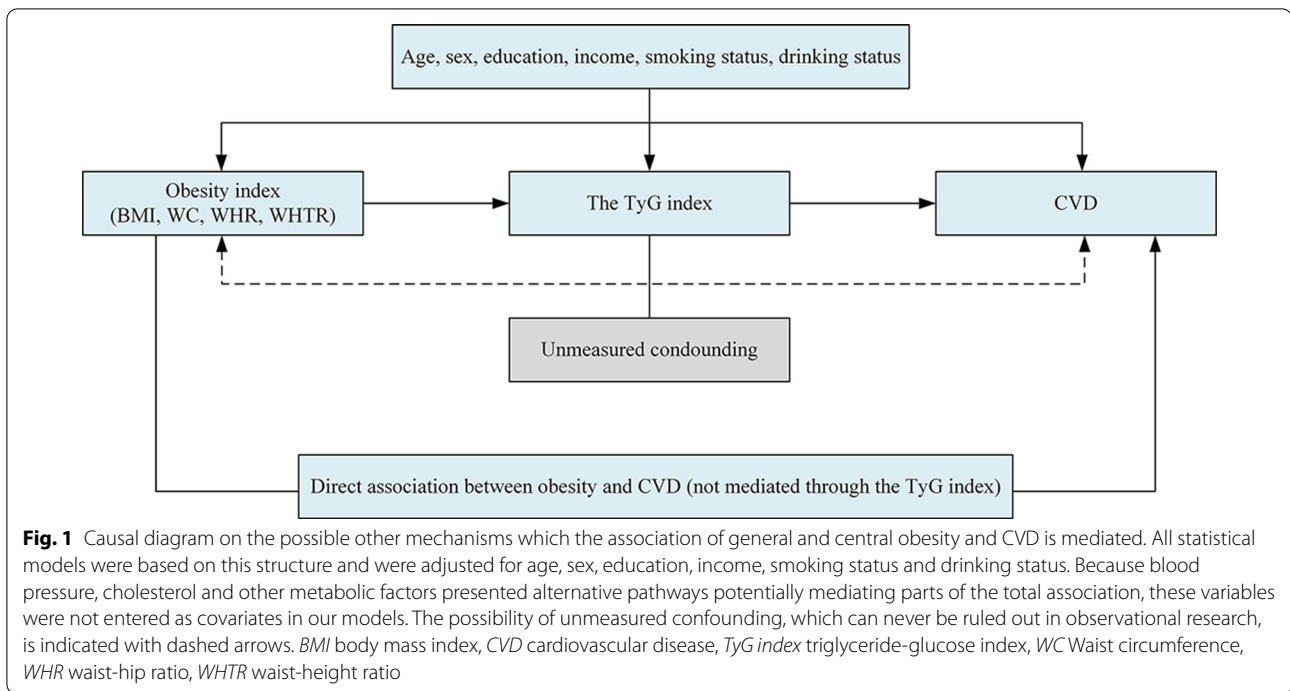 Age, sex, education, income, smoking status, drinking status
Obesity index
(BMI, WC, WHR, WHTR)
The TyG index
CVD
Unmeasured condounding
Direct association between obesity and CVD (not mediated through the TyG index)
Fig. 1 Causal diagram on the possible other mechanisms which the association of general and central obesity and CVD is mediated. All statistical
models were based on this structure and were adjusted for age, sex, education, income, smoking status and drinking status. Because blood
pressure, cholesterol and other metabolic factors presented alternative pathways potentially mediating parts of the total association, these variables
were not entered as covariates in our models. The possibility of unmeasured confounding, which can never be ruled out in observational research,
is indicated with dashed arrows. BMI body mass index, CVD cardiovascular disease, TyG index triglyceride-glucose index, WC Waist circumference,
WHR waist-hip ratio, WHTR waist-height ratio